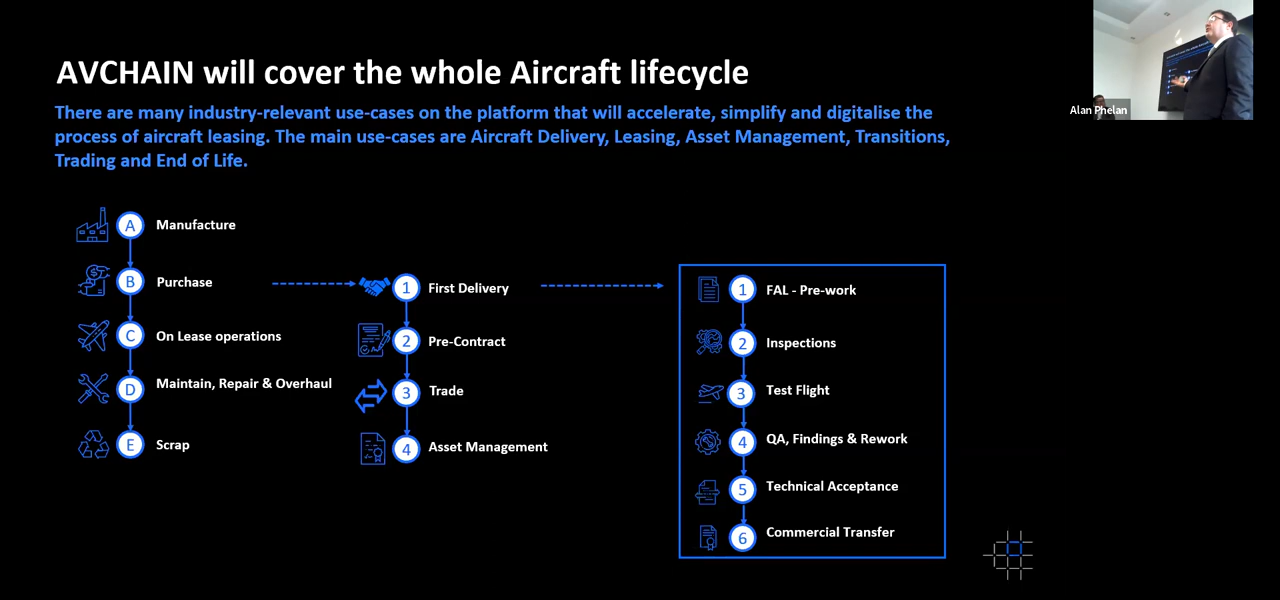 AVCHAIN will cover the whole Aircraft lifecycle
There are many industry-relevant use-cases on the platform that will accelerate, simplify and digitalise the
process of aircraft leasing. The main use-cases are Aircraft Delivery, Leasing, Asset Management, Transitions,
Trading and End of Life.
Alan Phelan
A Manufacture
B Purchase
C On Lease operations
D Maintain, Repair & Overhaul
E Scrap
1 First Delivery
2 Pre-Contract
3 Trade
4 Asset Management
1 FAL - Pre-work
2 Inspections
3 Test Flight
4 QA, Findings & Rework
5 Technical Acceptance
6 Commercial Transfer